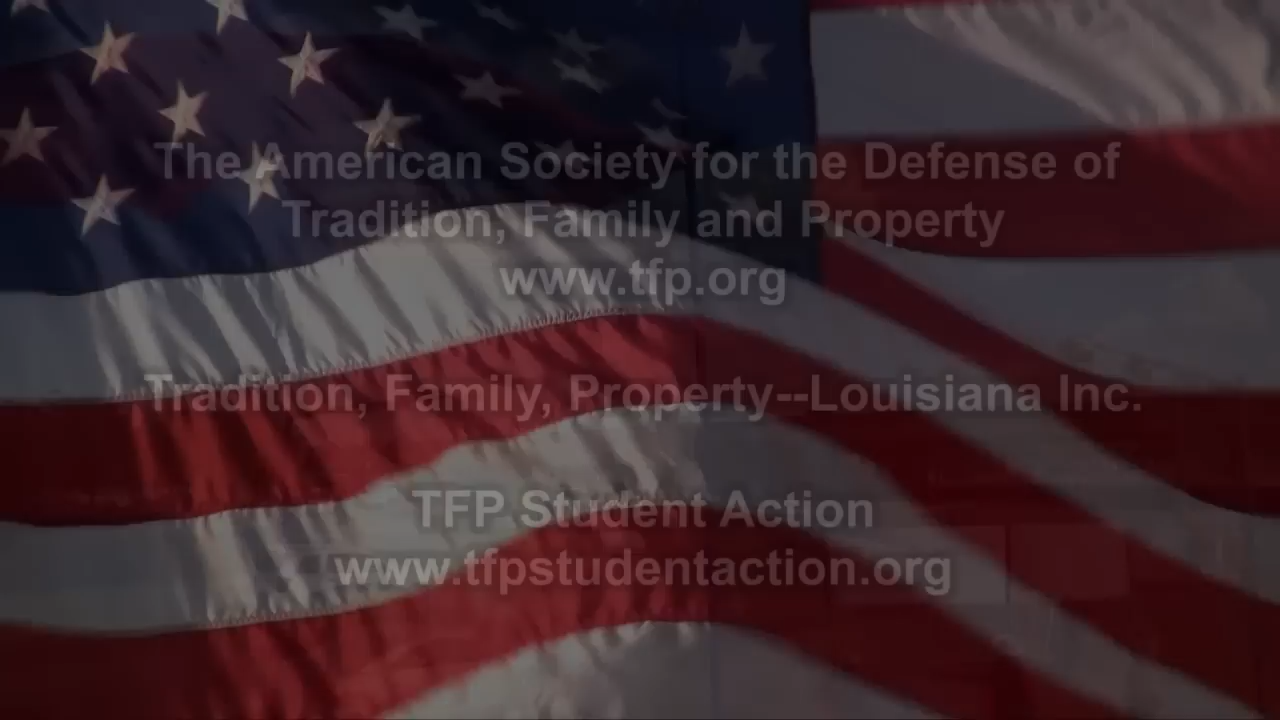 The American Society for the Defense of
Tradition, Family and Property
www.tfp.org
Tradition, Family, Property--Louisiana Inc.
TFP Student Action
www.tfpstudentaction.org